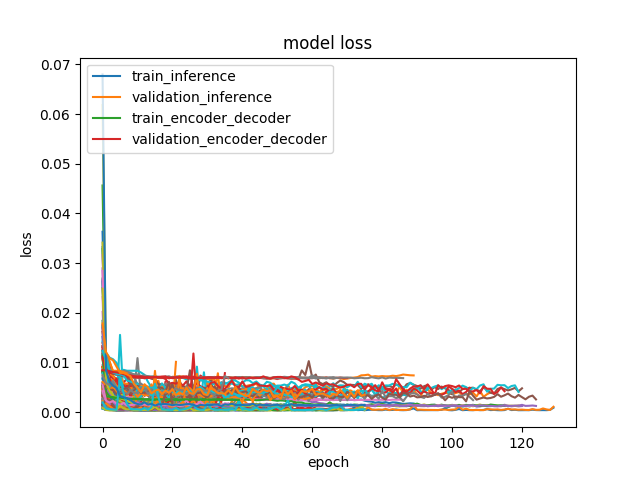 model loss
0.07
0.06
0.05
0.04
0.03
0.02
0.01
0.00
loss
train_inference
validation_inference
train_encoder_decoder
validation_encoder_decoder
0 20 40 60 80 100 120
epoch